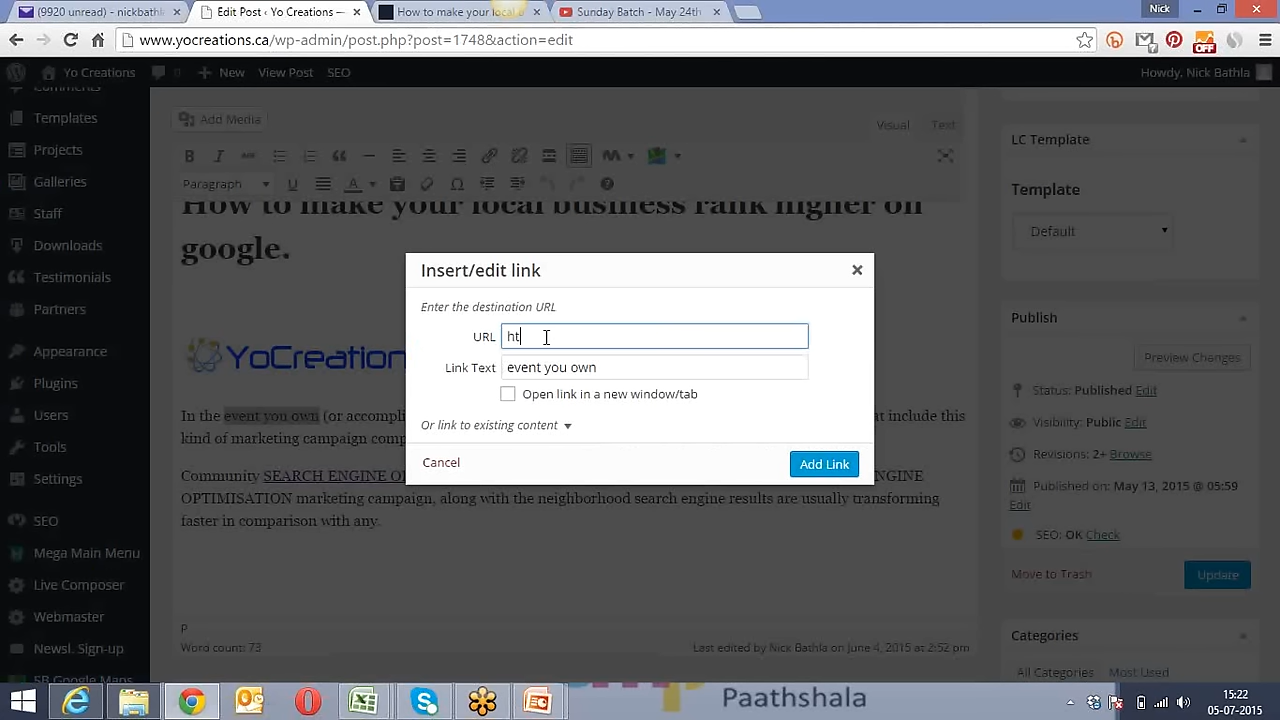 (9920 unread) - nickbathl
Edit Post ‹ Yo Creations —
How to make your local
Sunday Batch - May 24th
Nick
www.yocreations.ca/wp-admin/post.php?post=1748&action=edit
OFF
Yo Creations
New
View Post
SEO
Howdy, Nick Bathla
Comments
Templates
Projects
Galleries
Staff
Downloads
Testimonials
Partners
Appearance
Plugins
Users
Tools
Settings
SEO
Mega Main Menu
Live Composer
Webmaster
Newsl. Sign-up
SB Google Maps
Add Media
Visual
Text
Paragraph
How to make your local business rank higher on
google.
YoCreation
In the event you own (or accompli
at include this
kind of marketing campaign comp
Community SEARCH ENGINE O
NGINE
OPTIMISATION marketing campaign, along with the neighborhood search engine results are usually transforming
faster in comparison with any.
p
Word count: 73
Last edited by Nick Bathla on June 4, 2015 at 2:52 pm
Insert/edit link
Enter the destination URL
URL
ht
Link Text
event you own
Open link in a new window/tab
Or link to existing content
Cancel
Add Link
LC Template
Template
Default
Publish
Preview Changes
Status: Published Edit
Visibility: Public Edit
Revisions: 2+ Browse
Published on: May 13, 2015 @ 05:59
Edit
SEO: OK Check
Move to Trash
Update
Categories
All Categories
Most Used
Paathshala
15:22
05-07-2015